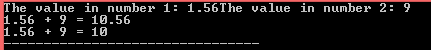 The value in number 1: 1.56The value in number 2: 9
1.56 + 9 = 10.56
1.56 + 9 = 10
--------------------------------